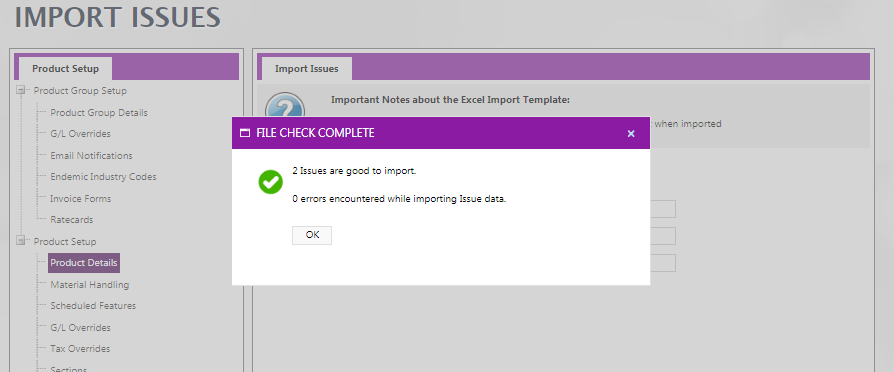 IMPORT ISSUES
Product Setup
Product Group Setup
Product Group Details
G/L Overrides
Email Notifications
Endemic Industry Codes
Invoice Forms
Ratecards
Product Setup
Product Details
Material Handling
Scheduled Features
G/L Overrides
Tax Overrides
Sections
Import Issues
Important Notes about the Excel Import Template:
when imported
FILE CHECK COMPLETE
2 Issues are good to import.
0 errors encountered while importing Issue data.
OK